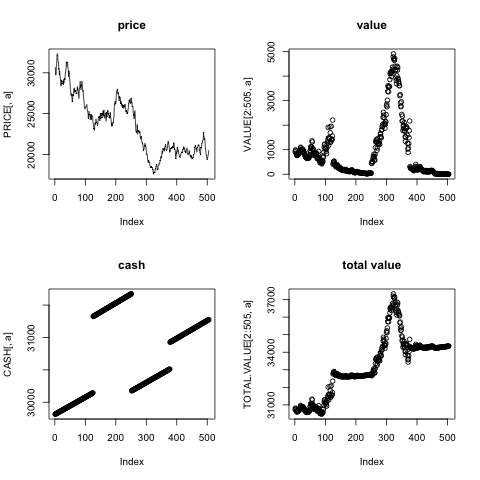 price
PRICE[, a]
20000 25000 30000
0 100 200 300 400 500
Index
value
VALUE[2:505, a]
0 1000 3000 5000
0 100 200 300 400 500
Index
cash
CASH[, a]
30000 31000
0 100 200 300 400 500
Index
total value
TOTAL.VALUE[2:505, a]
31000 34000 37000
0 100 200 300 400 500
Index